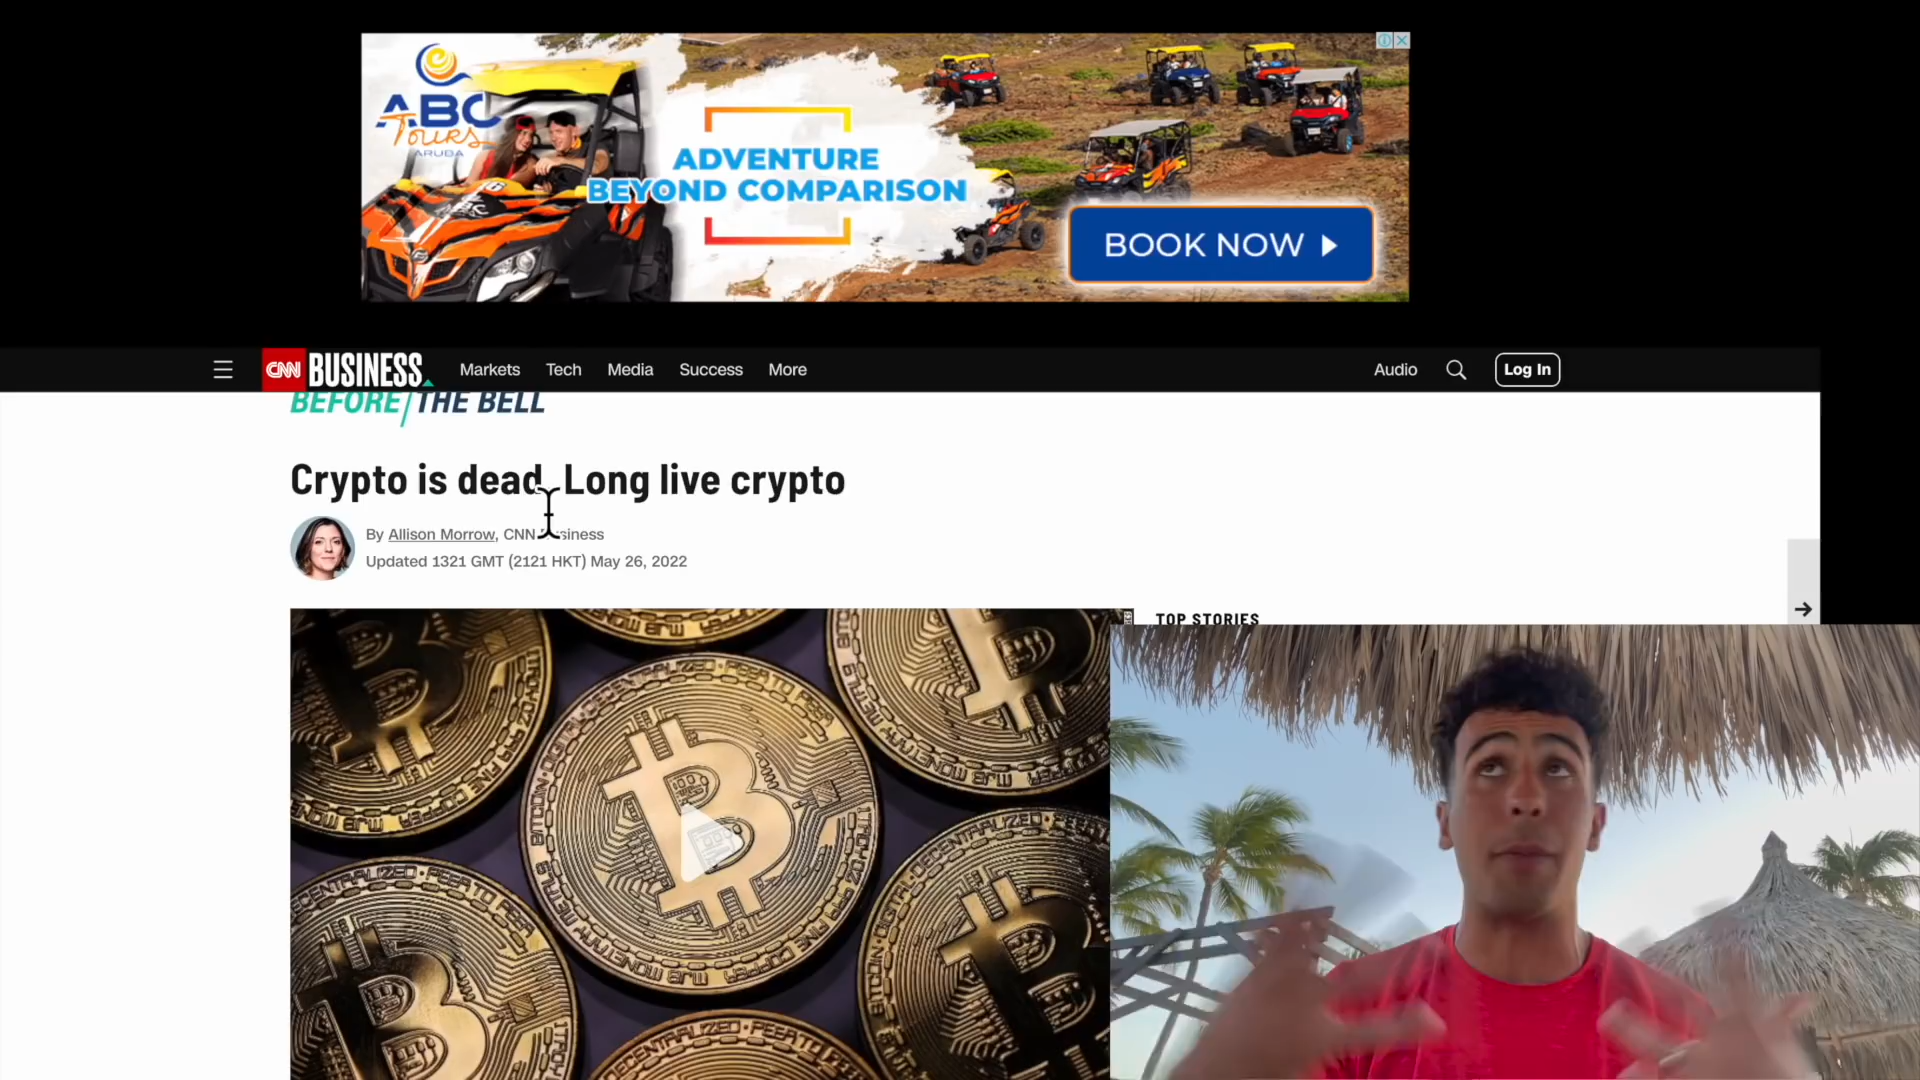 ABC
Tours
ARUBA
ADVENTURE
BEYOND COMPARISON
BOOK NOW
CNN BUSINESS
Markets
Tech
Media
Success
More
Audio
Log In
BEFORE/THE BELL
Crypto is dead. Long live crypto
By Allison Morrow, CNN Business
Updated 1321 GMT (2121 HKT) May 26, 2022
TOP STORIES
BITCOIN
DECENTRALIZED